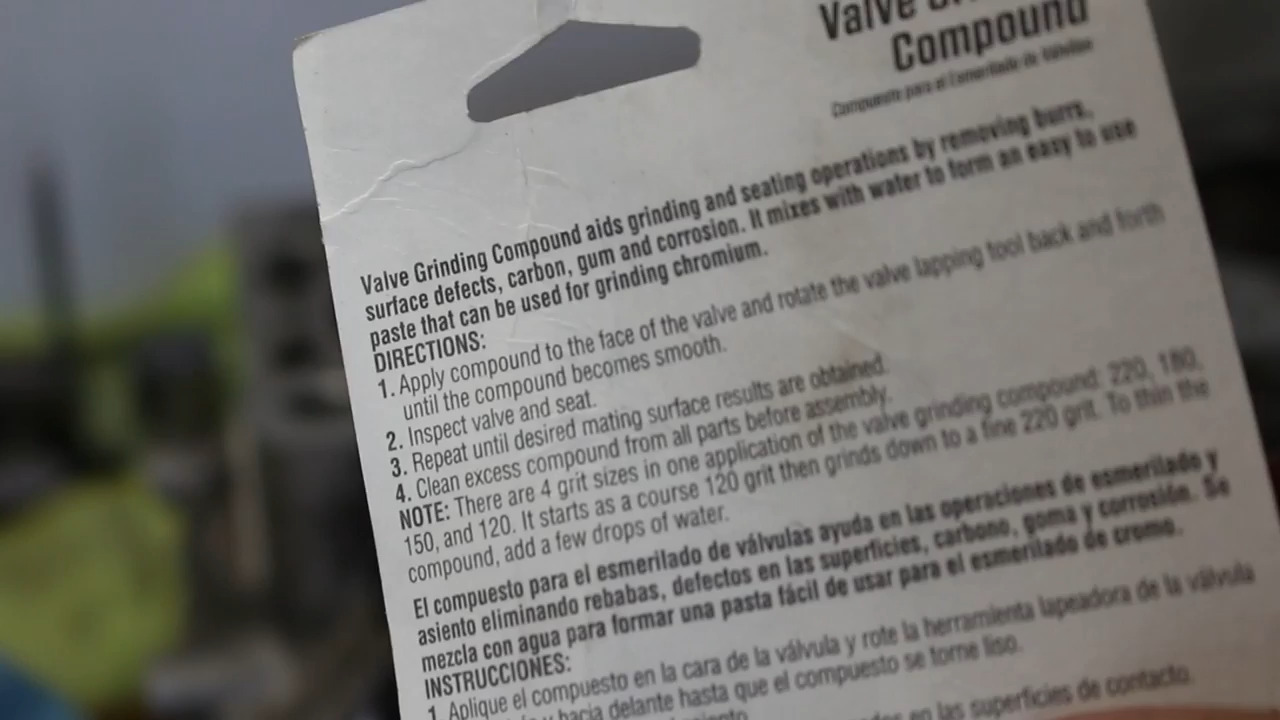 Valve
Compound
Compuesto para el Esmerilado de Válvulas
Valve Grinding Compound aids grinding and seating operations by removing burrs,
surface defects, carbon, gum and corrosion. It mixes with water to form an easy to use
paste that can be used for grinding chromium.
DIRECTIONS:
1. Apply compound to the face of the valve and rotate the valve lapping tool back and forth
until the compound becomes smooth.
2. Inspect valve and seat.
3. Repeat until desired mating surface results are obtained.
4. Clean excess compound from all parts before assembly.
NOTE: There are 4 grit sizes in one application of the valve grinding compound: 220, 180,
150, and 120. It starts as a course 120 grit then grinds down to a fine 220 grit. To thin the
compound, add a few drops of water.
El compuesto para el esmerilado de válvulas ayuda en las operaciones de esmerilado y
asiento eliminando rebabas, defectos en las superficies, carbono, goma y corrosión. Se
mezcla con agua para formar una pasta fácil de usar para el esmerilado de cromo.
INSTRUCCIONES:
1. Aplique el compuesto en la cara de la válvula y rote la herramienta lapeadora de la válvula
y hacia delante hasta que el compuesto se torne liso.
en las superficies de contacto.